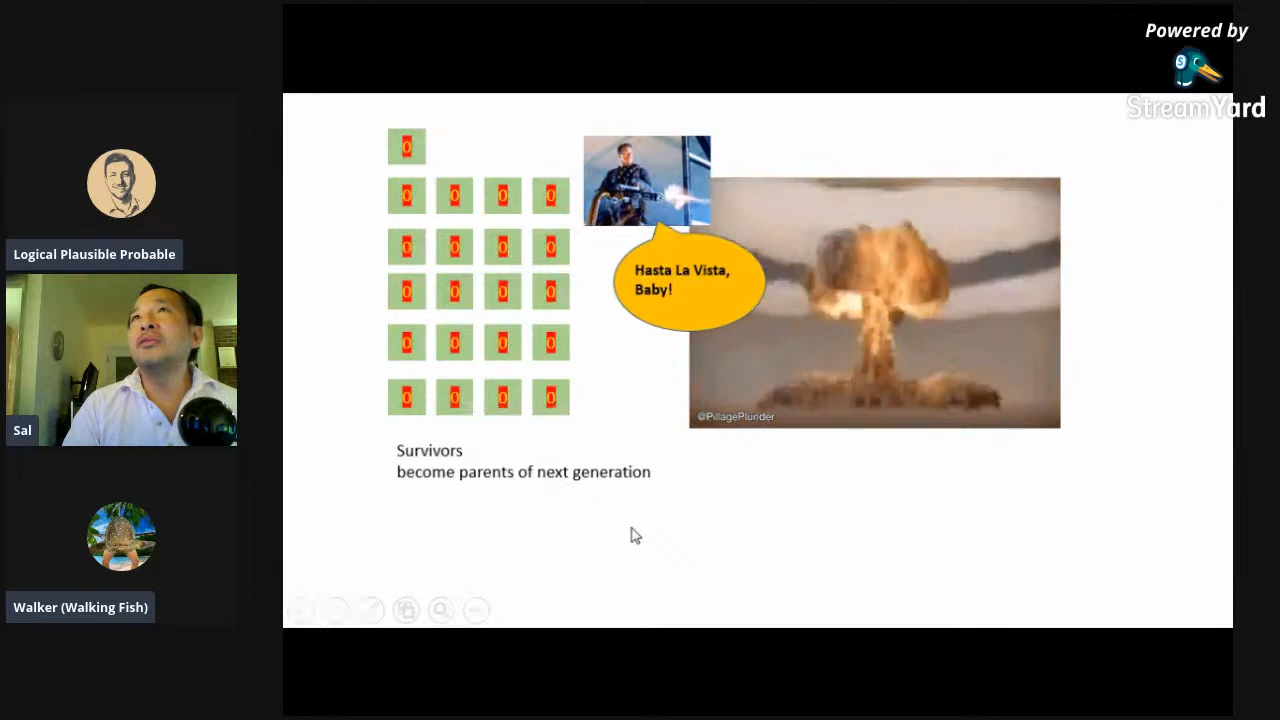 Powered by
S
StreamYard
Logical Plausible Probable
Sal
Walker (Walking Fish)
0
0 0 0 0
0 0 0 0
0 0 0 0
0 0 0 0
0 0 0 0
Hasta La Vista,
Baby!
@PillagePlunder
Survivors
become parents of next generation